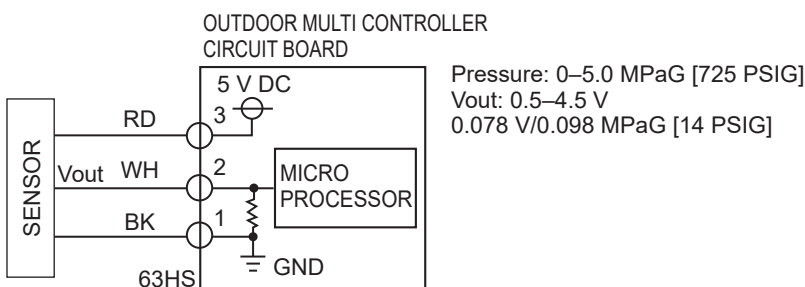 OUTDOOR MULTI CONTROLLER
CIRCUIT BOARD
Pressure: 0–5.0 MPaG [725 PSIG]
Vout: 0.5–4.5 V
0.078 V/0.098 MPaG [14 PSIG]
5 V DC
SENSOR
RD
3
Vout
WH
2
MICRO
PROCESSOR
BK
1
GND
63HS